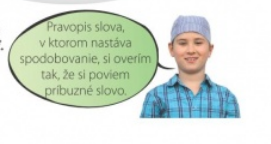 Pravopis slova,
v ktorom nastáva
spodobovanie, si overím
tak, že si poviem
príbuzné slovo.